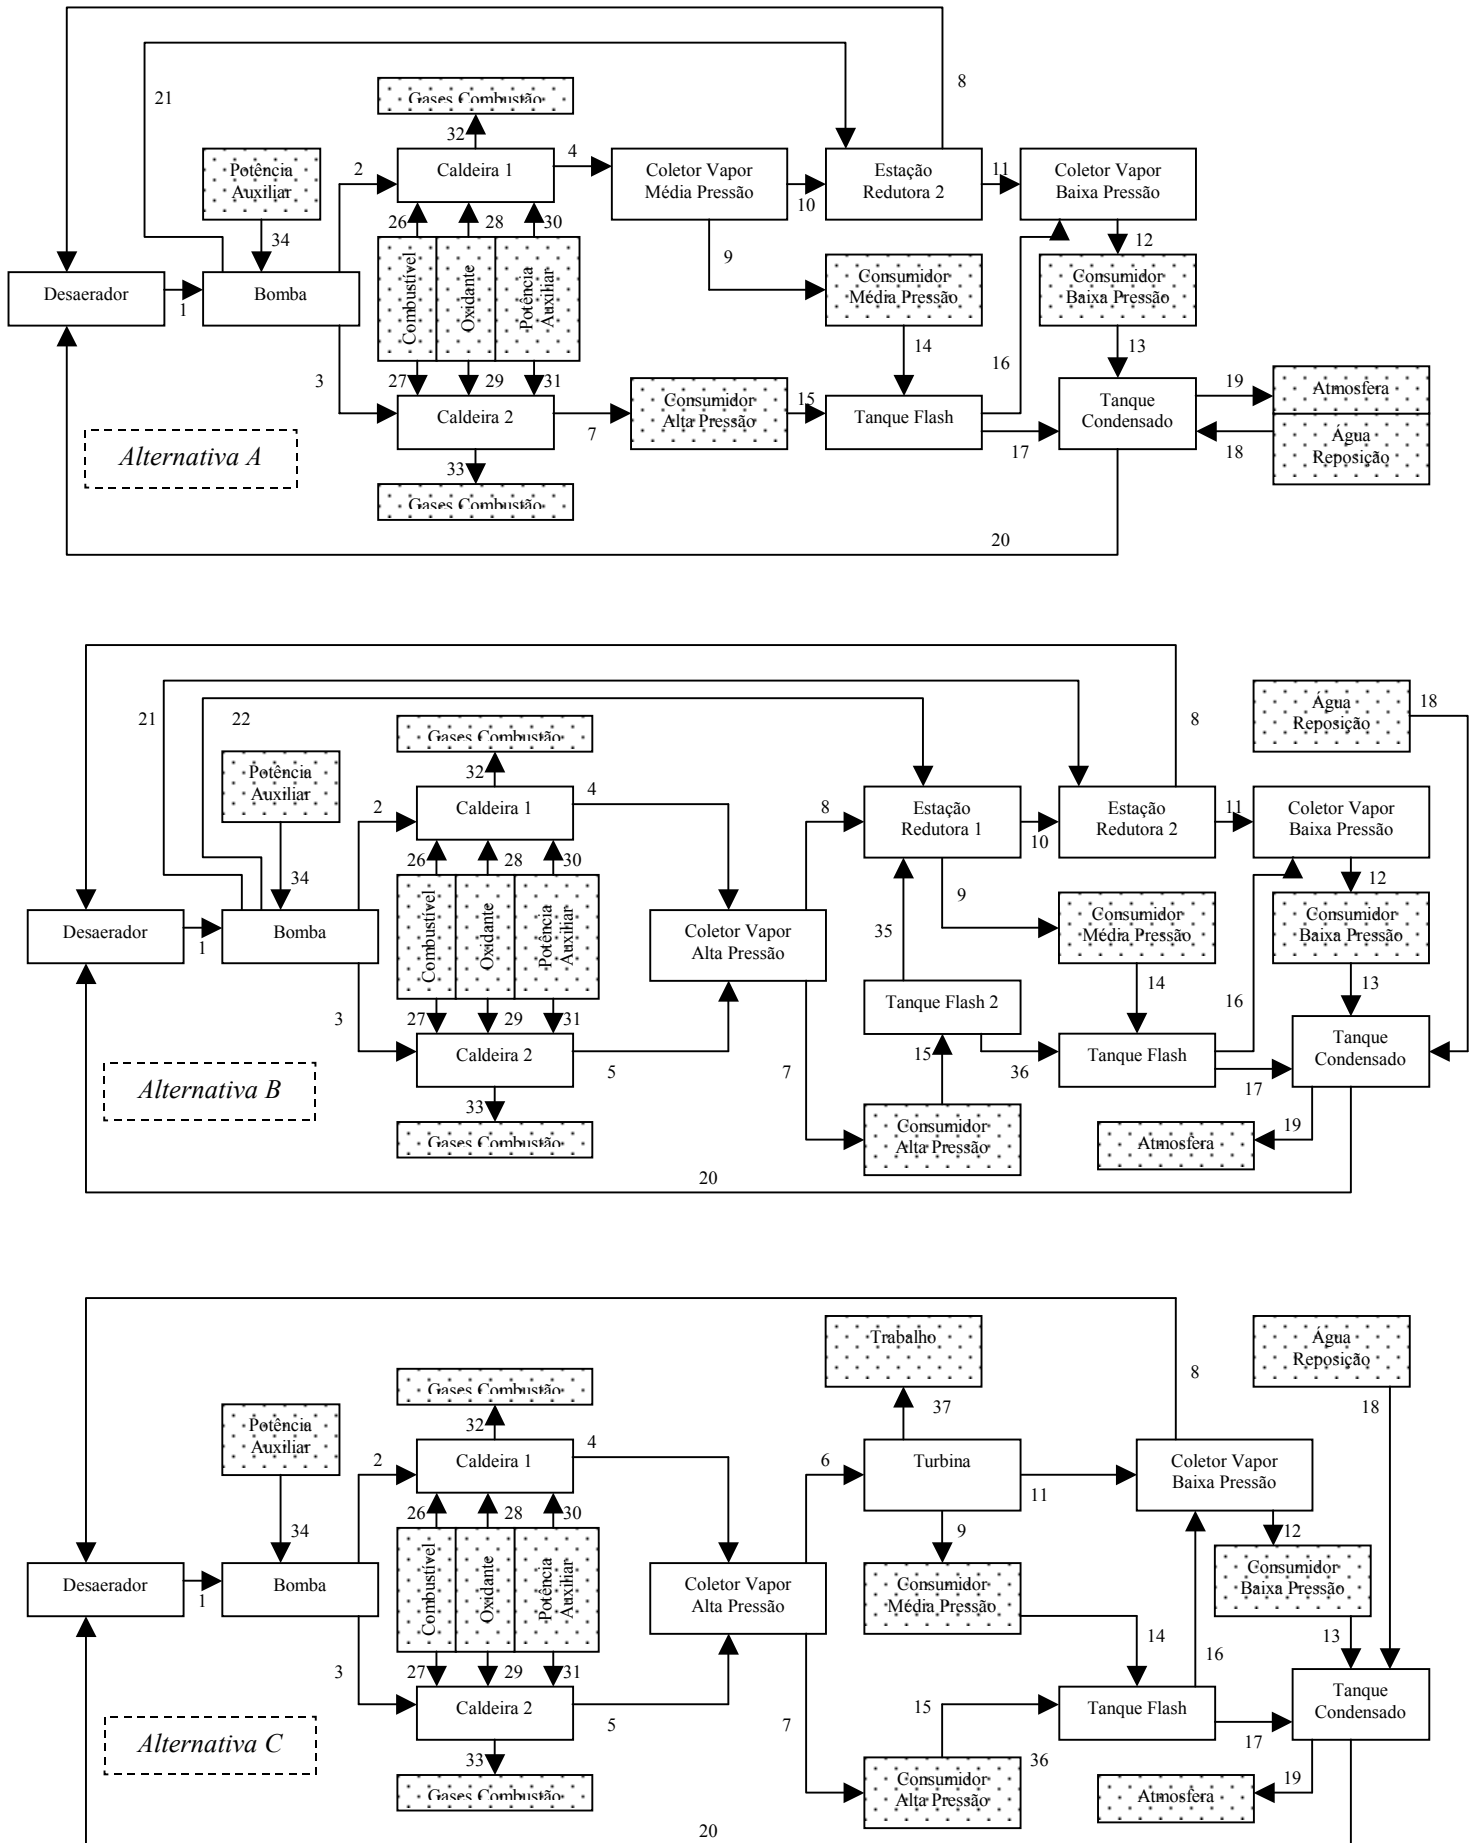 8
21
Gases Combustão
32
Potência
Auxiliar
2
Caldeira 1
4
Coletor Vapor
Média Pressão
10
Estação
Redutora 2
11
Coletor Vapor
Baixa Pressão
34
26
28
30
9
12
Desaerador
1
Bomba
Combustível
Oxidante
Potência
Auxiliar
Consumidor
Média Pressão
Consumidor
Baixa Pressão
14
16
13
3
27
29
31
Caldeira 2
7
Consumidor
Alta Pressão
15
Tanque Flash
17
Tanque
Condensado
19
Atmosfera
18
Água
Reposição
Alternativa A
33
Gases Combustão
20
21
22
8
Água
Reposição
18
Gases Combustão
32
Potência
Auxiliar
2
Caldeira 1
4
8
Estação
Redutora 1
10
Estação
Redutora 2
11
Coletor Vapor
Baixa Pressão
34
26
28
30
9
12
Desaerador
1
Bomba
Combustível
Oxidante
Potência
Auxiliar
Coletor Vapor
Alta Pressão
35
Consumidor
Média Pressão
Consumidor
Baixa Pressão
14
16
13
Tanque Flash 2
3
27
29
31
Caldeira 2
5
7
15
36
Tanque Flash
17
Tanque
Condensado
Alternativa B
33
Gases Combustão
Consumidor
Alta Pressão
Atmosfera
19
20
Trabalho
8
Água
Reposição
18
Gases Combustão
32
37
Potência
Auxiliar
2
Caldeira 1
4
6
Turbina
11
Coletor Vapor
Baixa Pressão
34
26
28
30
9
12
Desaerador
1
Bomba
Combustível
Oxidante
Potência
Auxiliar
Coletor Vapor
Alta Pressão
Consumidor
Média Pressão
Consumidor
Baixa Pressão
14
16
13
3
27
29
31
Caldeira 2
5
7
15
Tanque Flash
17
Tanque
Condensado
Alternativa C
33
Gases Combustão
36
Consumidor
Alta Pressão
Atmosfera
19
20